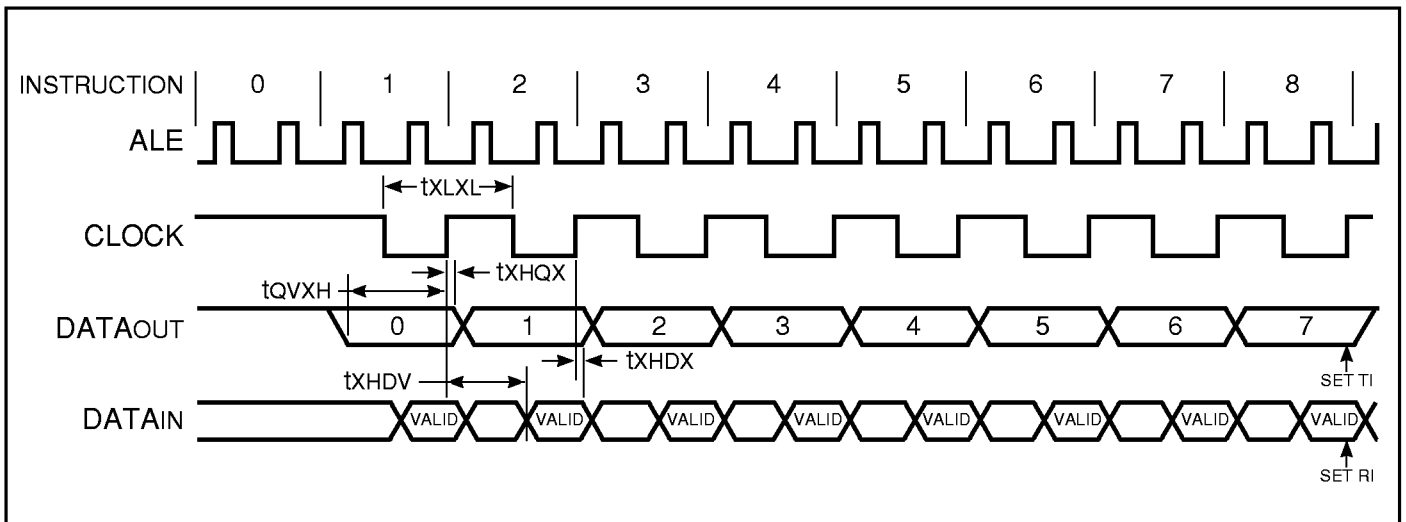 INSTRUCTION 0 1 2 3 4 5 6 7 8
ALE
tXLXL
CLOCK
tXHQX
tQVXH
DATAOUT 0 1 2 3 4 5 6 7
tXHDX
SET TI
tXHDV
DATAIN VALID VALID VALID VALID VALID VALID VALID VALID
SET RI